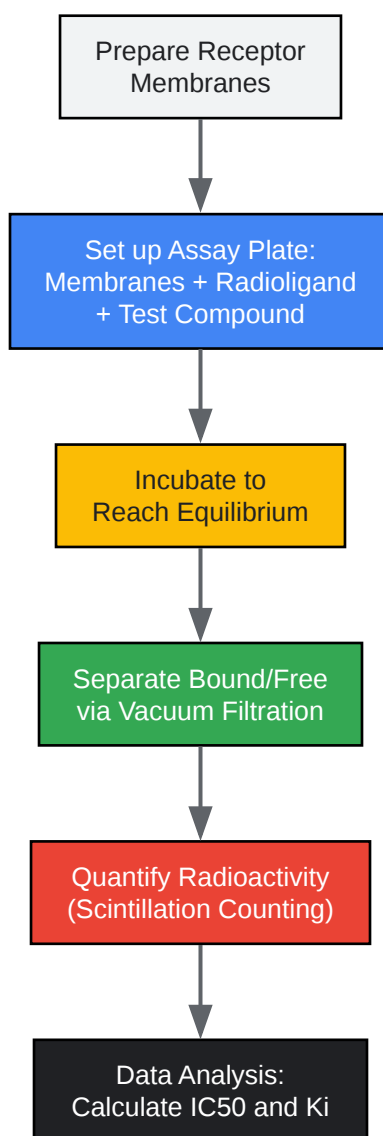 Prepare Receptor
Membranes
Set up Assay Plate:
Membranes + Radioligand
+ Test Compound
Incubate to
Reach Equilibrium
Separate Bound/Free
via Vacuum Filtration
Quantify Radioactivity
(Scintillation Counting)
Data Analysis:
Calculate IC50 and Ki